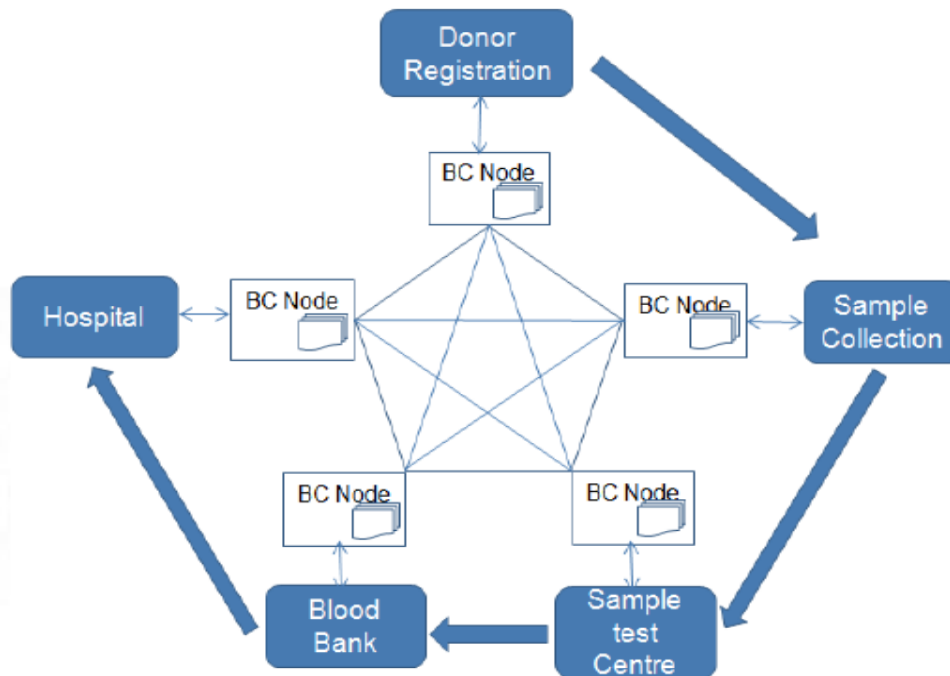 Donor
Registration
BC Node
Hospital
BC Node
BC Node
Sample
Collection
BC Node
BC Node
Blood
Bank
Sample
test
Centre